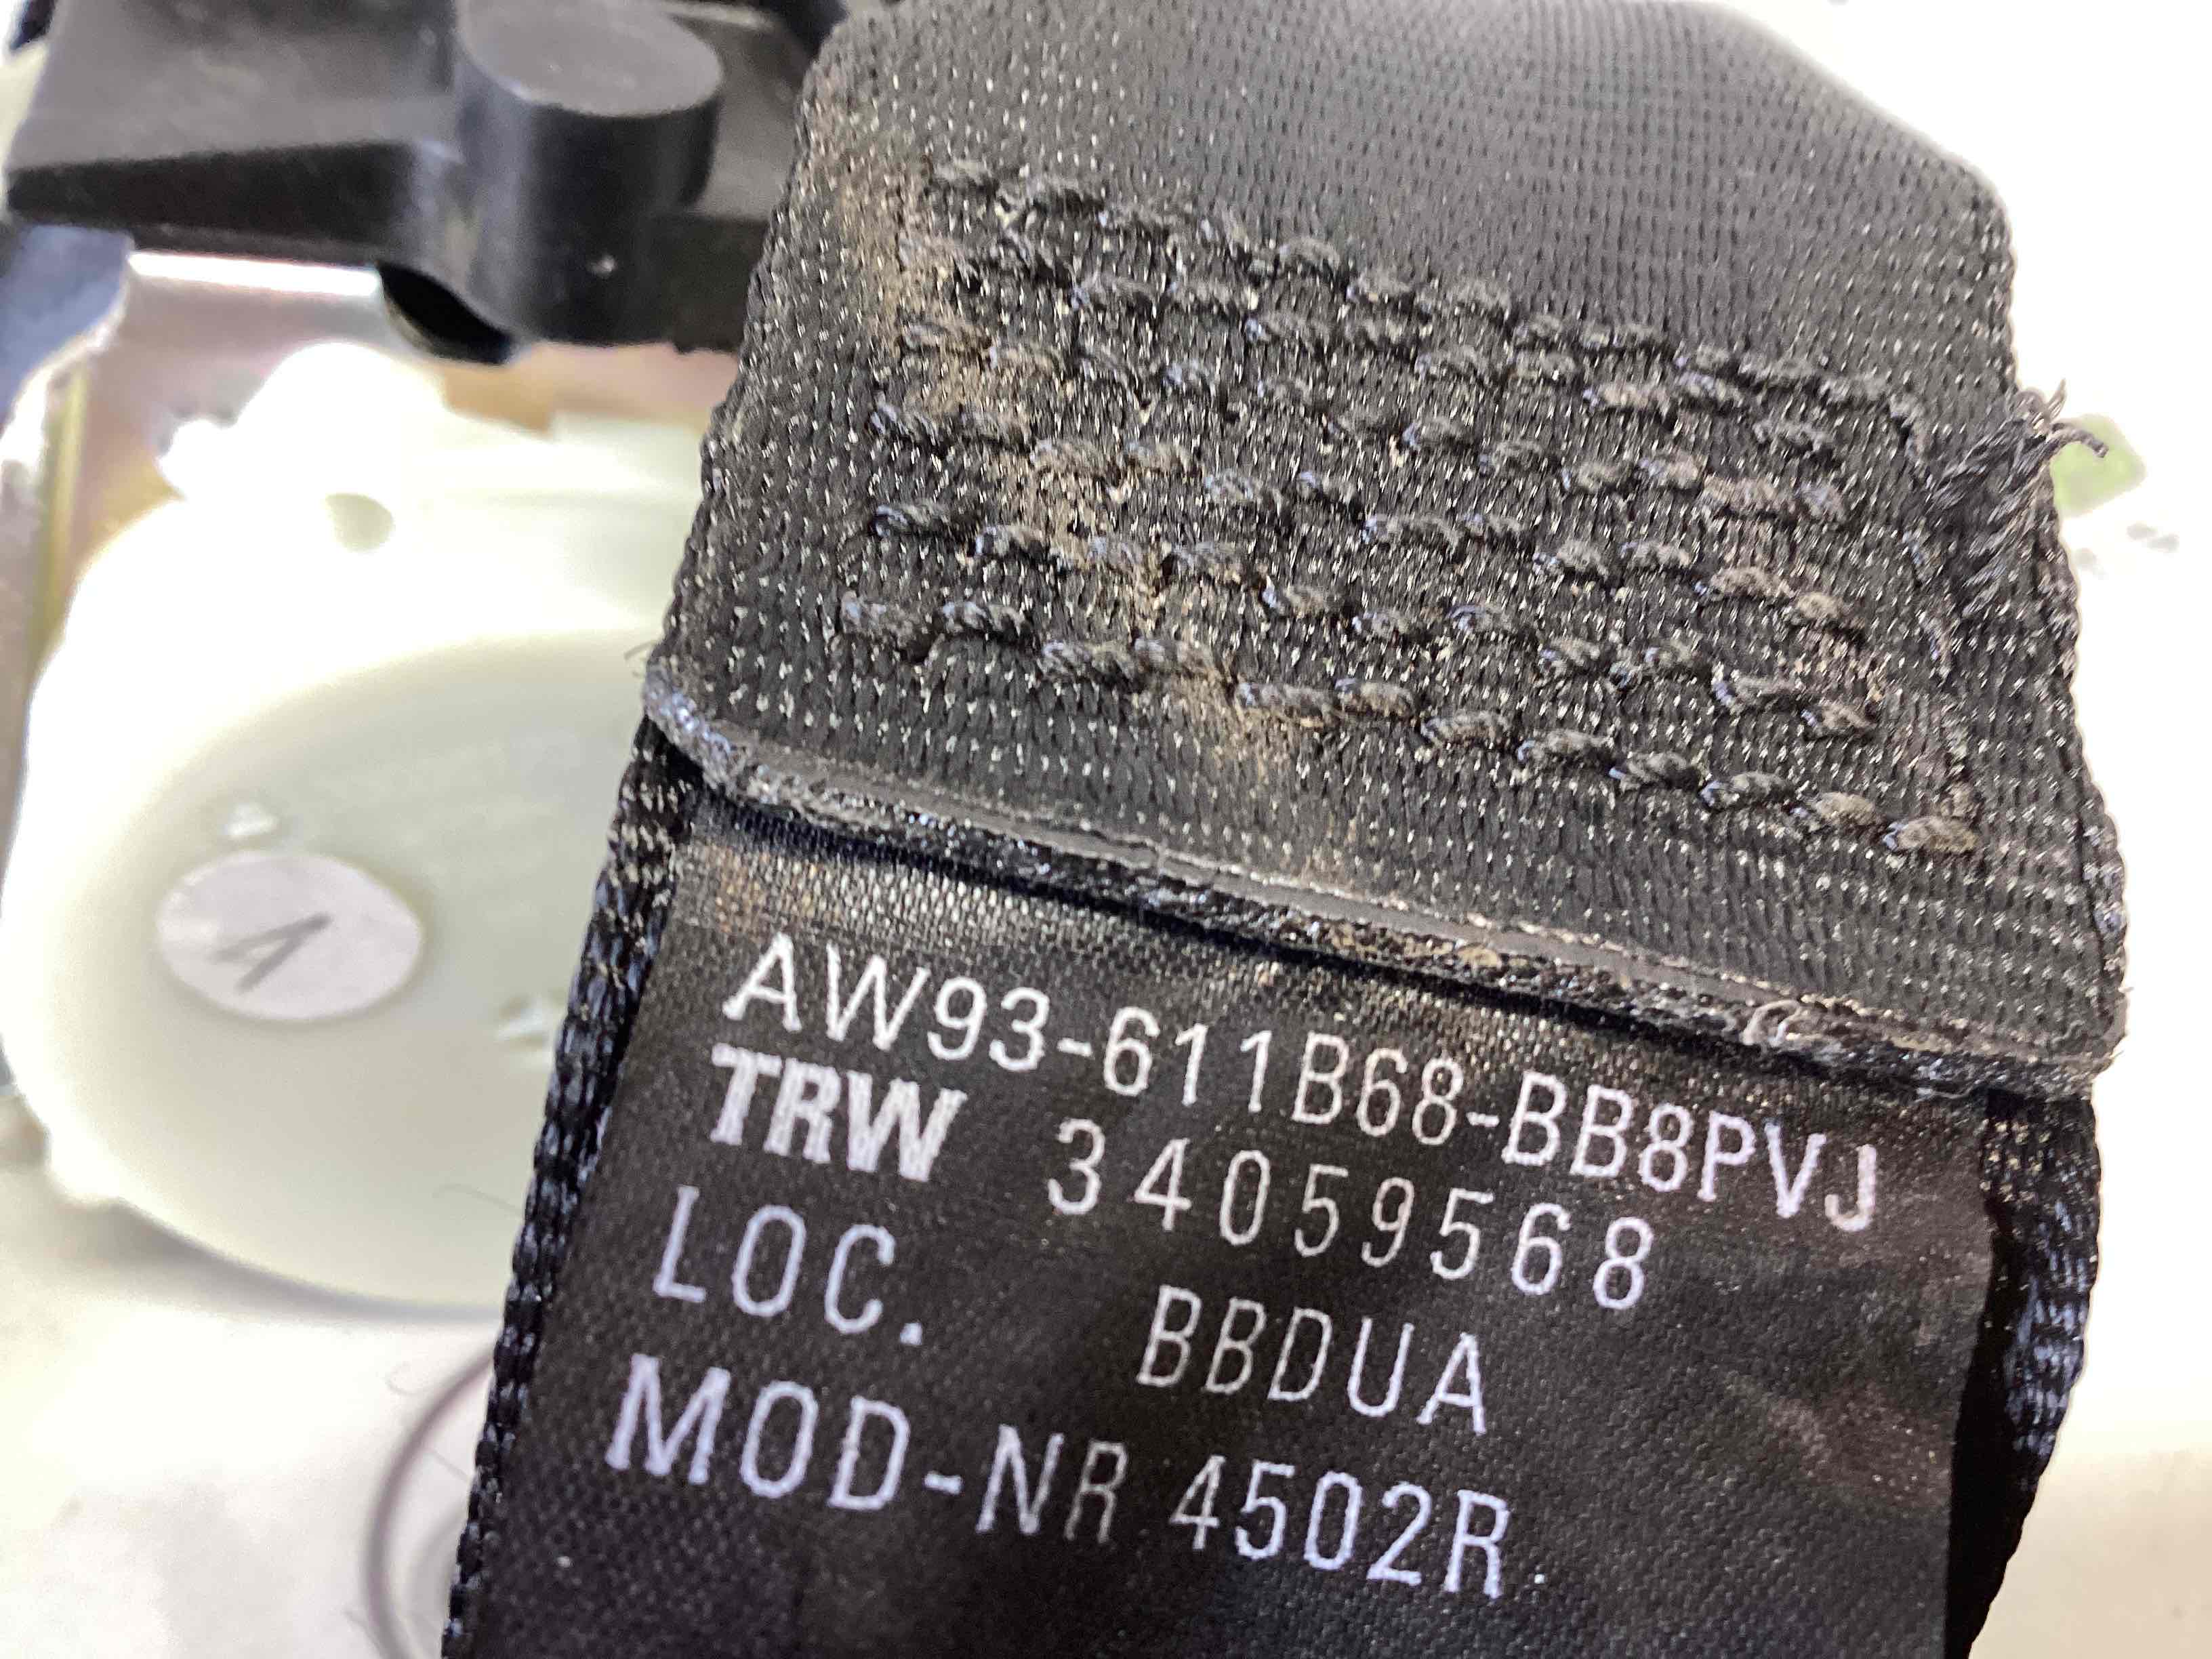 AW93-611B68-BB8PVJ
TRW 34059568
LOC. BBDUA
MOD-NR 4502R
A